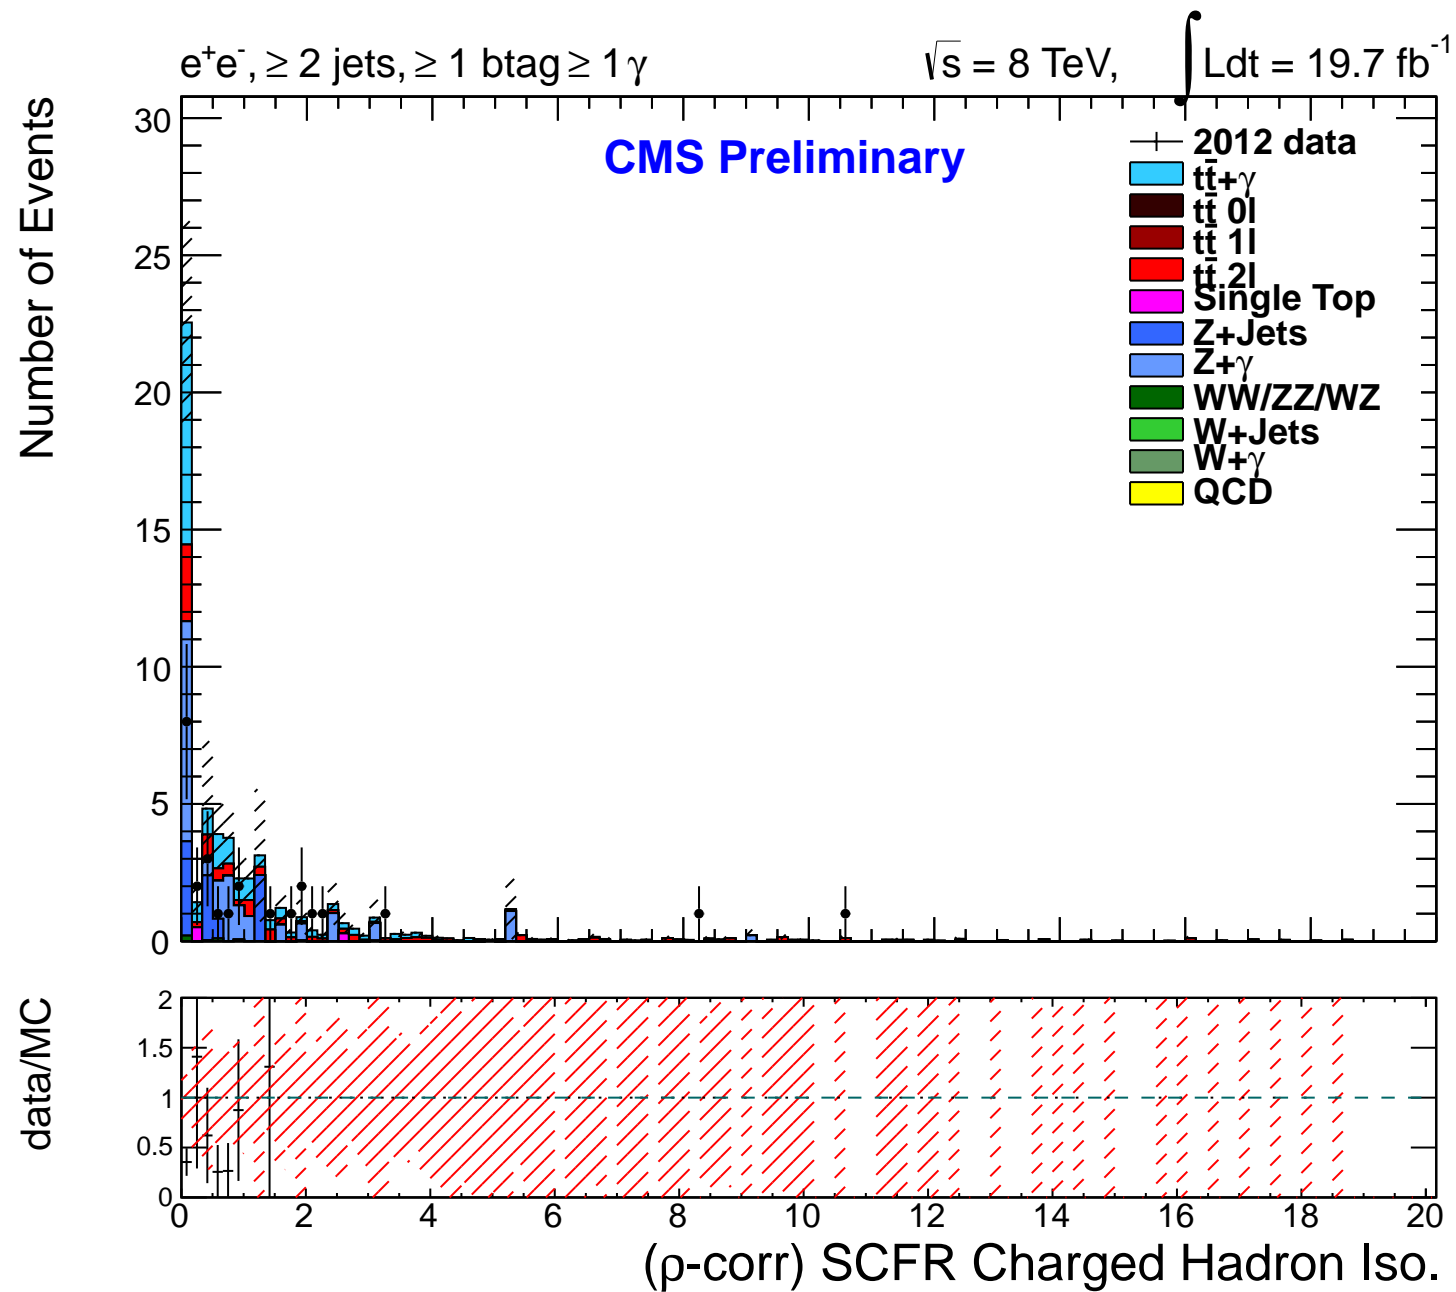 e⁺e⁻, ≥ 2 jets, ≥ 1 btag ≥ 1 γ
√s = 8 TeV, ∫ Ldt = 19.7 fb⁻¹
CMS Preliminary
Number of Events
30
25
20
15
10
5
0
2012 data
tt̄+γ
tt̄ 0l
tt̄ 1l
tt̄ 2l
Single Top
Z+Jets
Z+γ
WW/ZZ/WZ
W+Jets
W+γ
QCD
data/MC
2
1.5
1
0.5
0
0 2 4 6 8 10 12 14 16 18 20
(ρ-corr) SCFR Charged Hadron Iso.